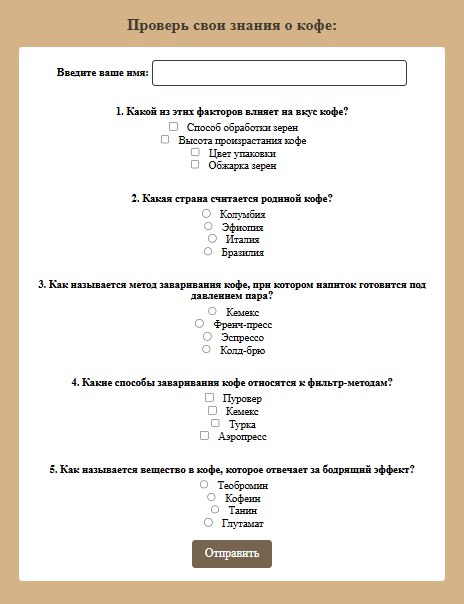 Проверь свои знания о кофе:
Введите ваше имя:
1. Какой из этих факторов влияет на вкус кофе?
Способ обработки зерен
Высота произрастания кофе
Цвет упаковки
Обжарка зерен
2. Какая страна считается родиной кофе?
Колумбия
Эфиопия
Италия
Бразилия
3. Как называется метод заваривания кофе, при котором напиток готовится под
давлением пара?
Кемекс
Френч-пресс
Эспрессо
Колд-брю
4. Какие способы заваривания кофе относятся к фильтр-методам?
Пуровер
Кемекс
Турка
Аэропресс
5. Как называется вещество в кофе, которое отвечает за бодрящий эффект?
Теобромин
Кофеин
Танин
Глутамат
Отправить